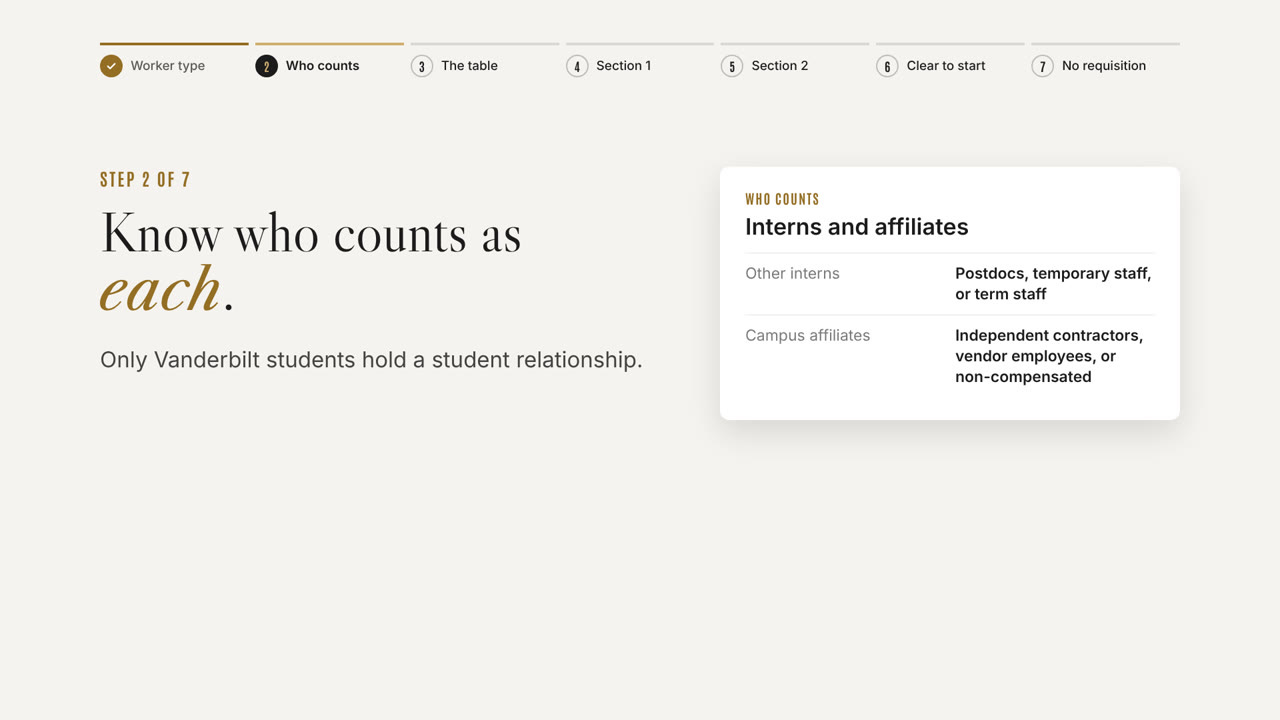 Worker type
2 Who counts
3 The table
4 Section 1
5 Section 2
6 Clear to start
7 No requisition
STEP 2 OF 7
Know who counts as
each.
Only Vanderbilt students hold a student relationship.
WHO COUNTS
Interns and affiliates
Other interns
Postdocs, temporary staff,
or term staff
Campus affiliates
Independent contractors,
vendor employees, or
non-compensated